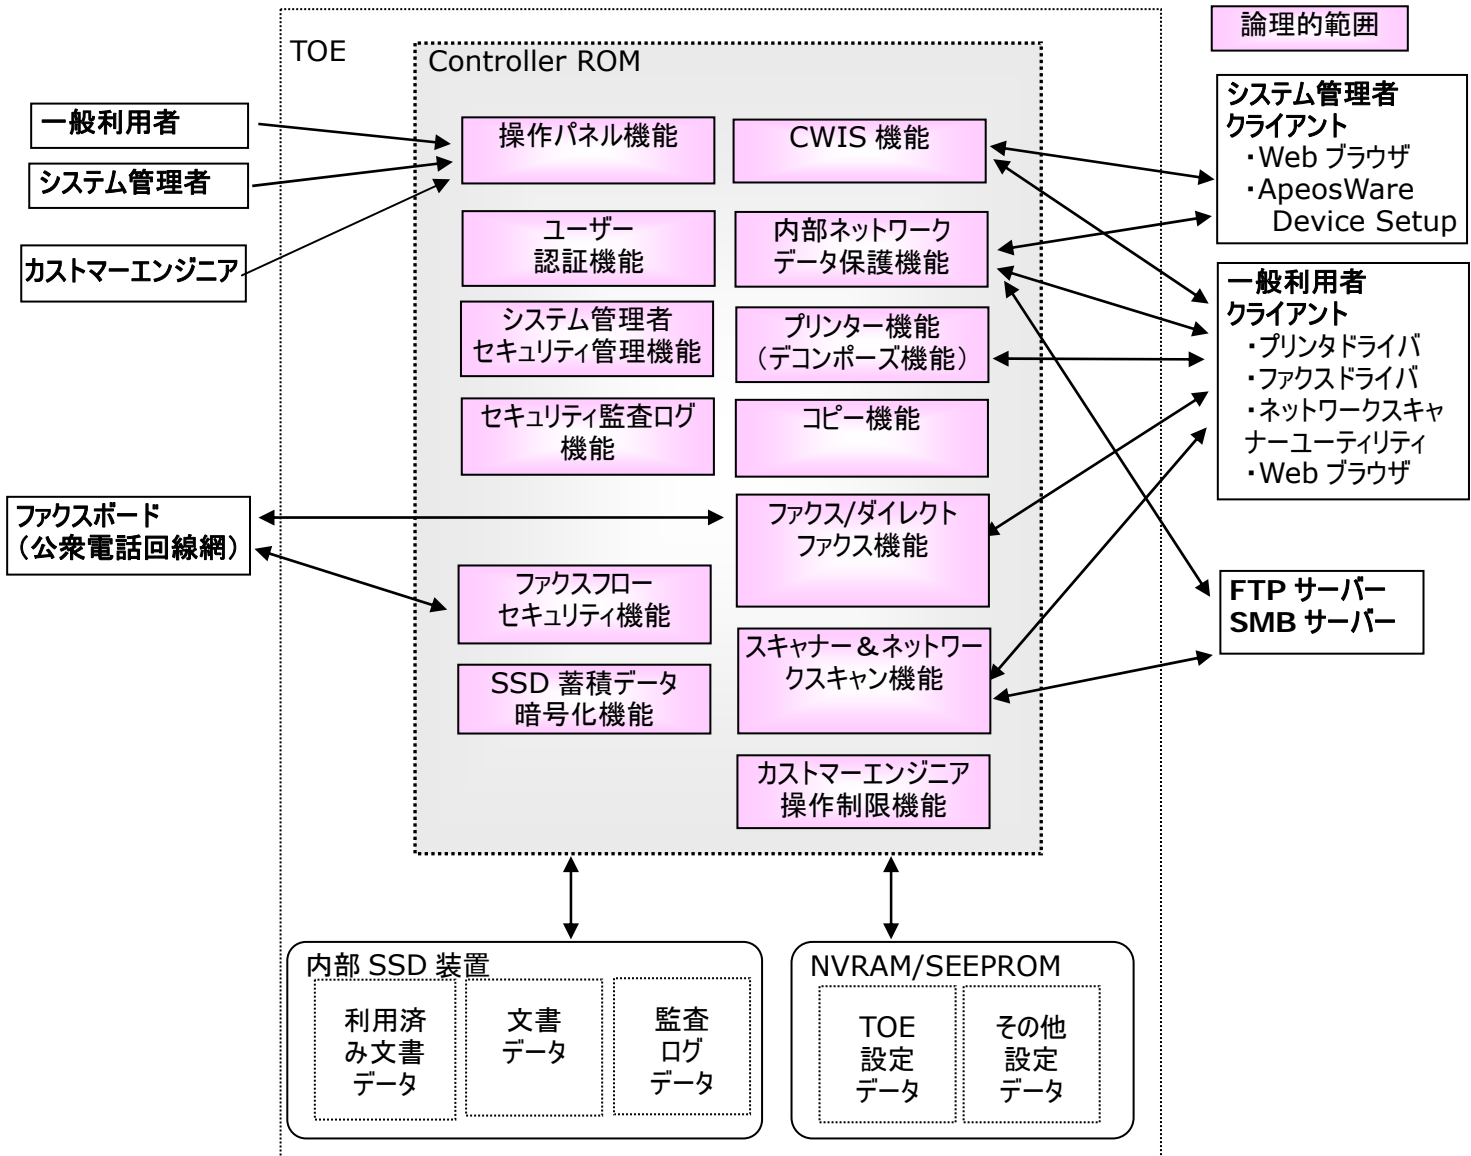 論理的範囲
TOE
Controller ROM
一般利用者
システム管理者
カストマーエンジニア
ファクスボード
（公衆電話回線網）
操作パネル機能
ユーザー
認証機能
システム管理者
セキュリティ管理機能
セキュリティ監査ログ
機能
ファクスフロー
セキュリティ機能
SSD 蓄積データ
暗号化機能
CWIS 機能
内部ネットワーク
データ保護機能
プリンター機能
（デコンポーズ機能）
コピー機能
ファクス/ダイレクト
ファクス機能
スキャナー＆ネットワー
クスキャン機能
カストマーエンジニア
操作制限機能
システム管理者
クライアント
・Web ブラウザ
・ApeosWare
Device Setup
一般利用者
クライアント
・プリンタドライバ
・ファクスドライバ
・ネットワークスキャ
ナーユーティリティ
・Web ブラウザ
FTP サーバー
SMB サーバー
内部 SSD 装置
利用済
み文書
データ
文書
データ
監査
ログ
データ
NVRAM/SEEPROM
TOE
設定
データ
その他
設定
データ